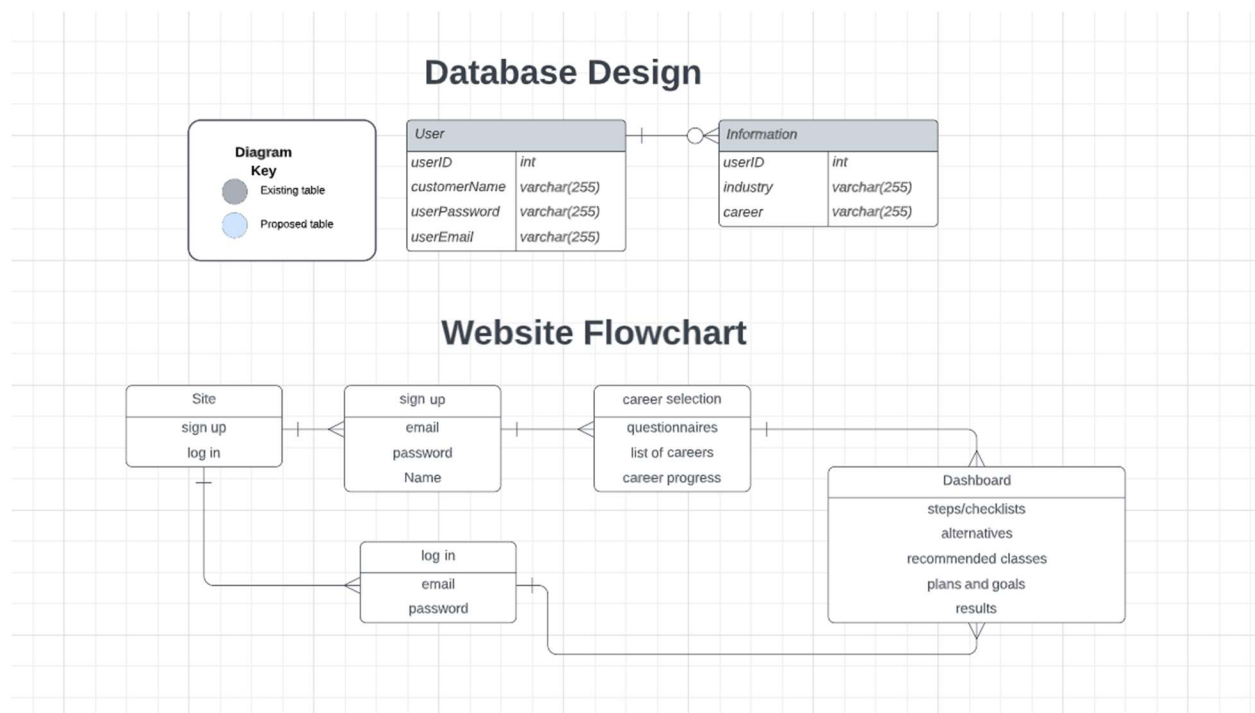 Database Design
Diagram
Key
Existing table
Proposed table
User
userID int
customerName varchar(255)
userPassword varchar(255)
userEmail varchar(255)
Information
userID int
industry varchar(255)
career varchar(255)
Website Flowchart
Site
sign up
log in
sign up
email
password
Name
career selection
questionnaires
list of careers
career progress
Dashboard
steps/checklists
alternatives
recommended classes
plans and goals
results
log in
email
password